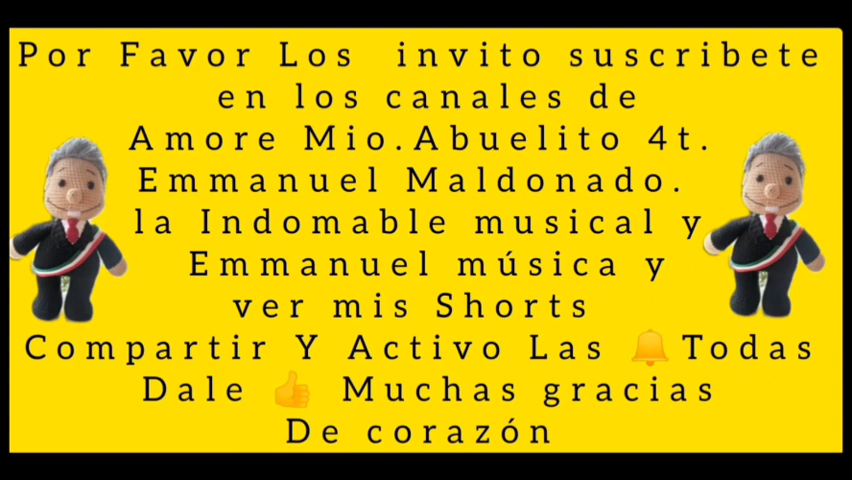 Por Favor Los invito suscribete
en los canales de
Amore Mio.Abuelito 4t.
Emmanuel Maldonado.
la Indomable musical y
Emmanuel música y
ver mis Shorts
Compartir Y Activo Las 🔔Todas
Dale 👍 Muchas gracias
De corazón